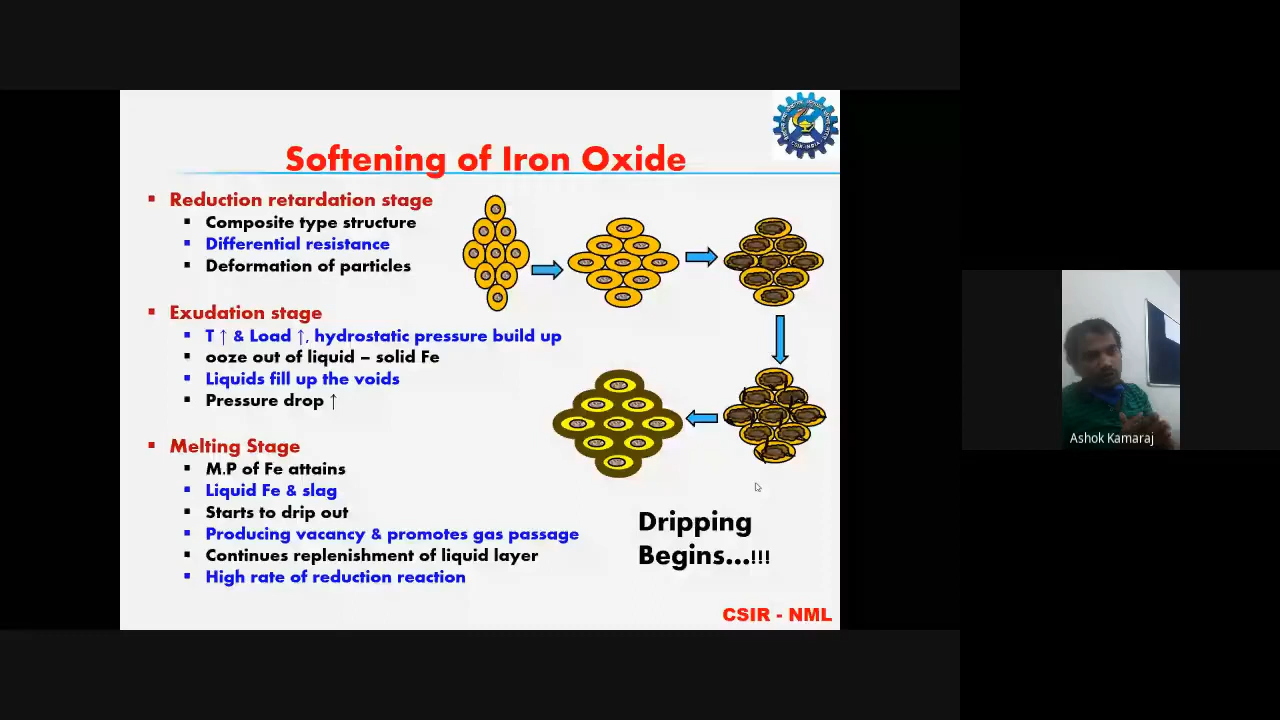 Softening of Iron Oxide
Reduction retardation stage
Composite type structure
Differential resistance
Deformation of particles
Exudation stage
T ↑ & Load ↑, hydrostatic pressure build up
ooze out of liquid – solid Fe
Liquids fill up the voids
Pressure drop ↑
Melting Stage
M.P of Fe attains
Liquid Fe & slag
Starts to drip out
Producing vacancy & promotes gas passage
Continues replenishment of liquid layer
High rate of reduction reaction
Dripping
Begins...!!!
CSIR - NML
Ashok Kamaraj